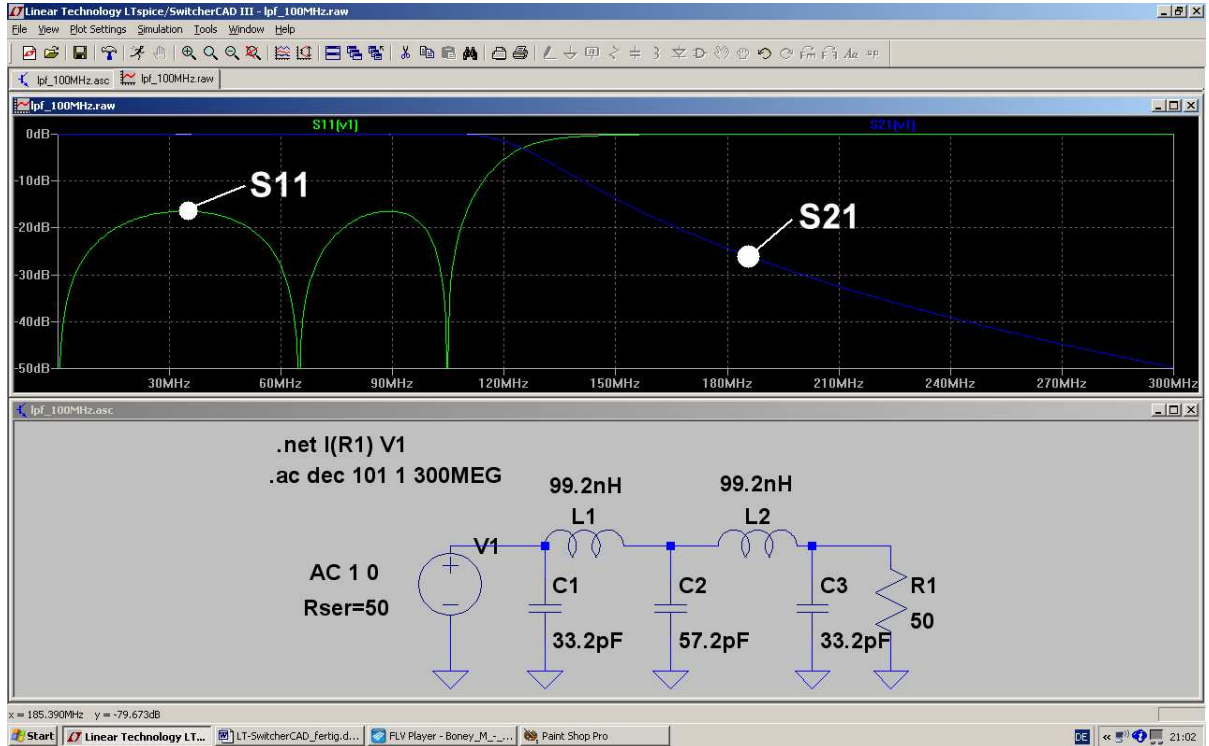 Linear Technology LTspice/SwitcherCAD III - lpf_100MHz.raw
File View Plot Settings Simulation Tools Window Help
lpf_100MHz.asc lpf_100MHz.raw
lpf_100MHz.raw
S11(v1) S21(v1)
0dB
-10dB
-20dB
-30dB
-40dB
-50dB
S11
S21
30MHz 60MHz 90MHz 120MHz 150MHz 180MHz 210MHz 240MHz 270MHz 300MHz
lpf_100MHz.asc
.net I(R1) V1
.ac dec 101 1 300MEG
99.2nH 99.2nH
L1 L2
V1
AC 1 0
Rser=50
C1 C2 C3 R1
50
33.2pF 57.2pF 33.2pF
x = 185.390MHz y = -79.673dB
Start Linear Technology LT... LT-SwitcherCAD_fertig.d... FLV Player - Boney_M_-_... Paint Shop Pro DE 21:02